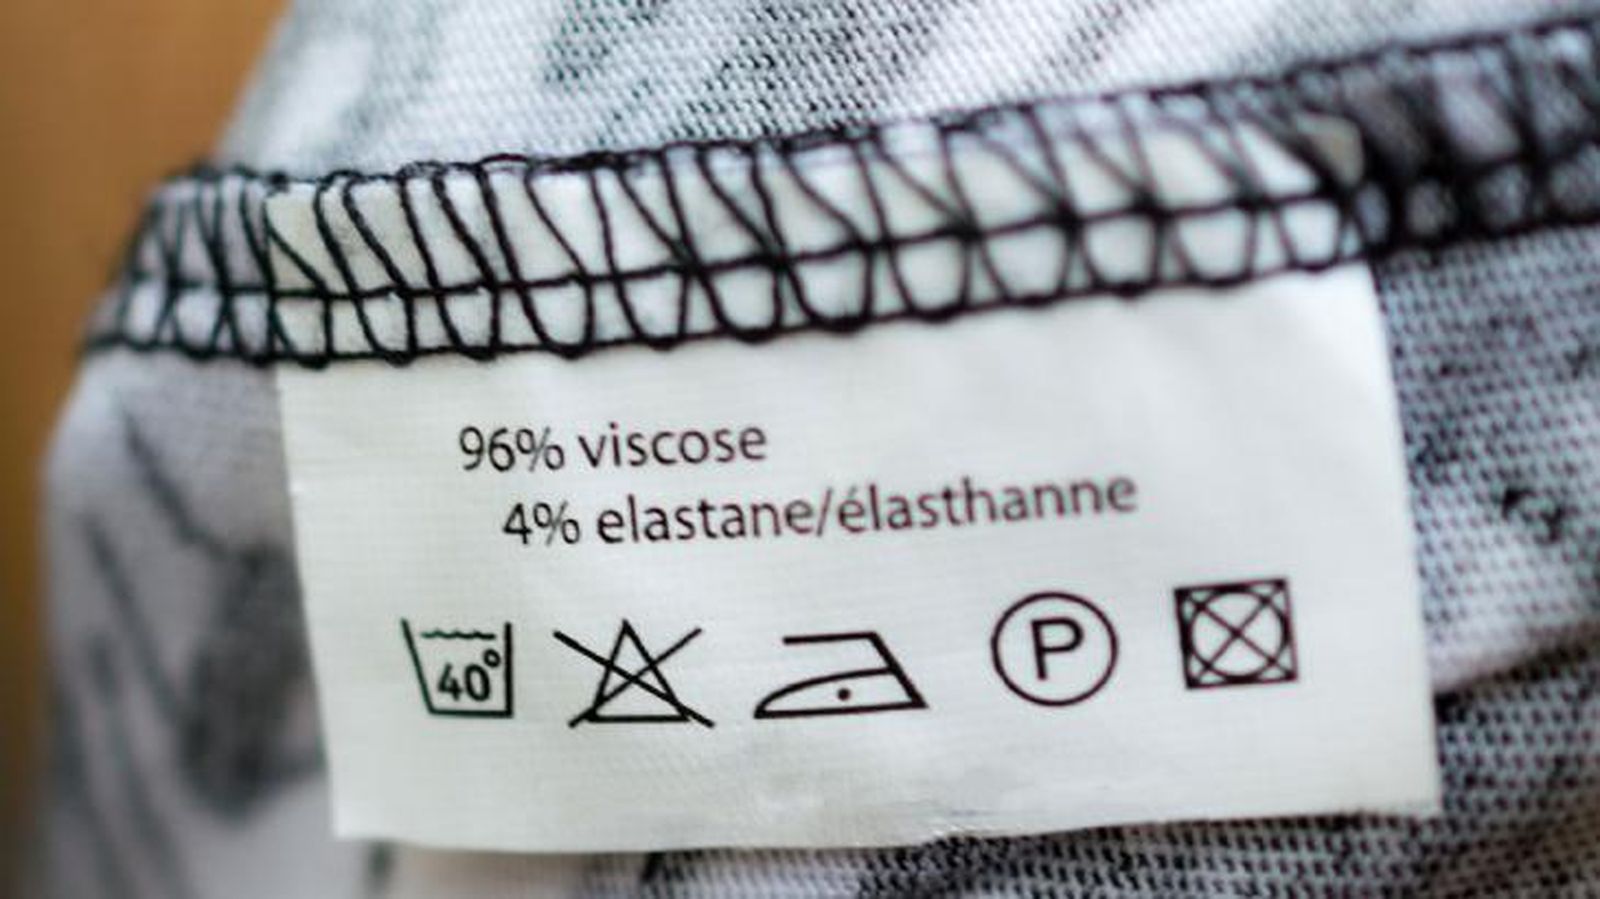 96% viscose
4% elastane/élasthanne
40°
P